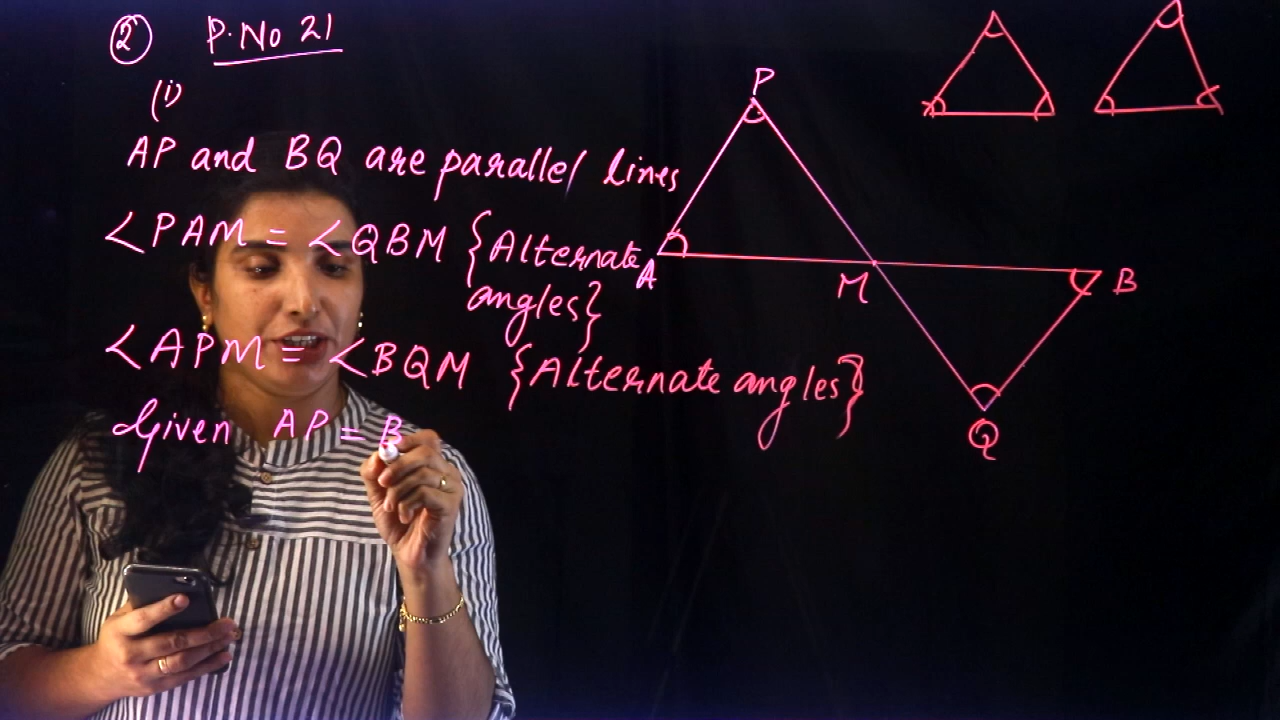 ② P.No 21
(i)
AP and BQ are parallel lines
∠PAM = ∠QBM {Alternate
angles}
∠APM = ∠BQM {Alternate angles}
Given AP = B
P
A
M
B
Q